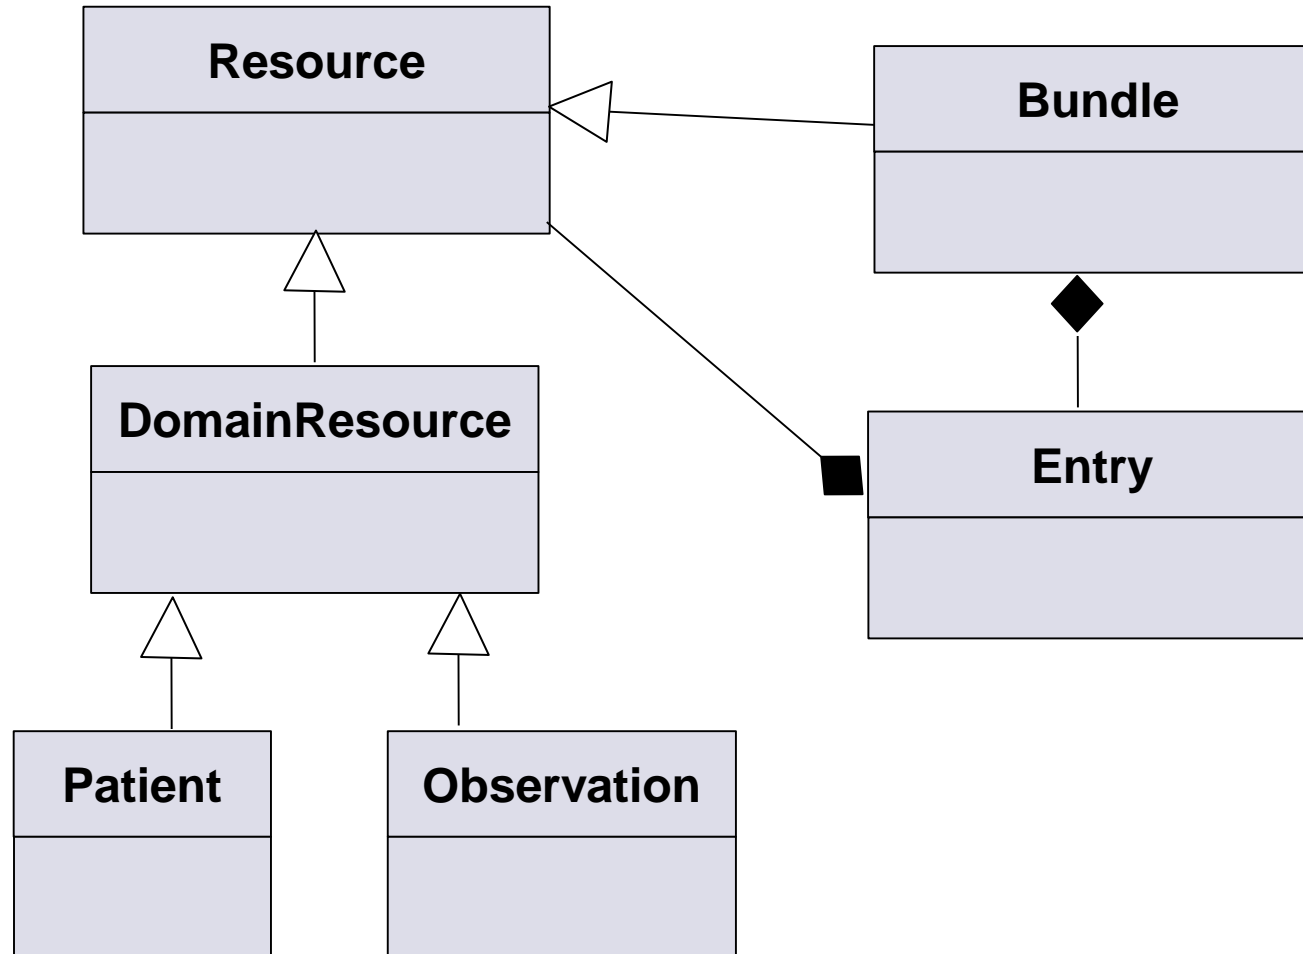 Resource
Bundle
DomainResource
Entry
Patient
Observation